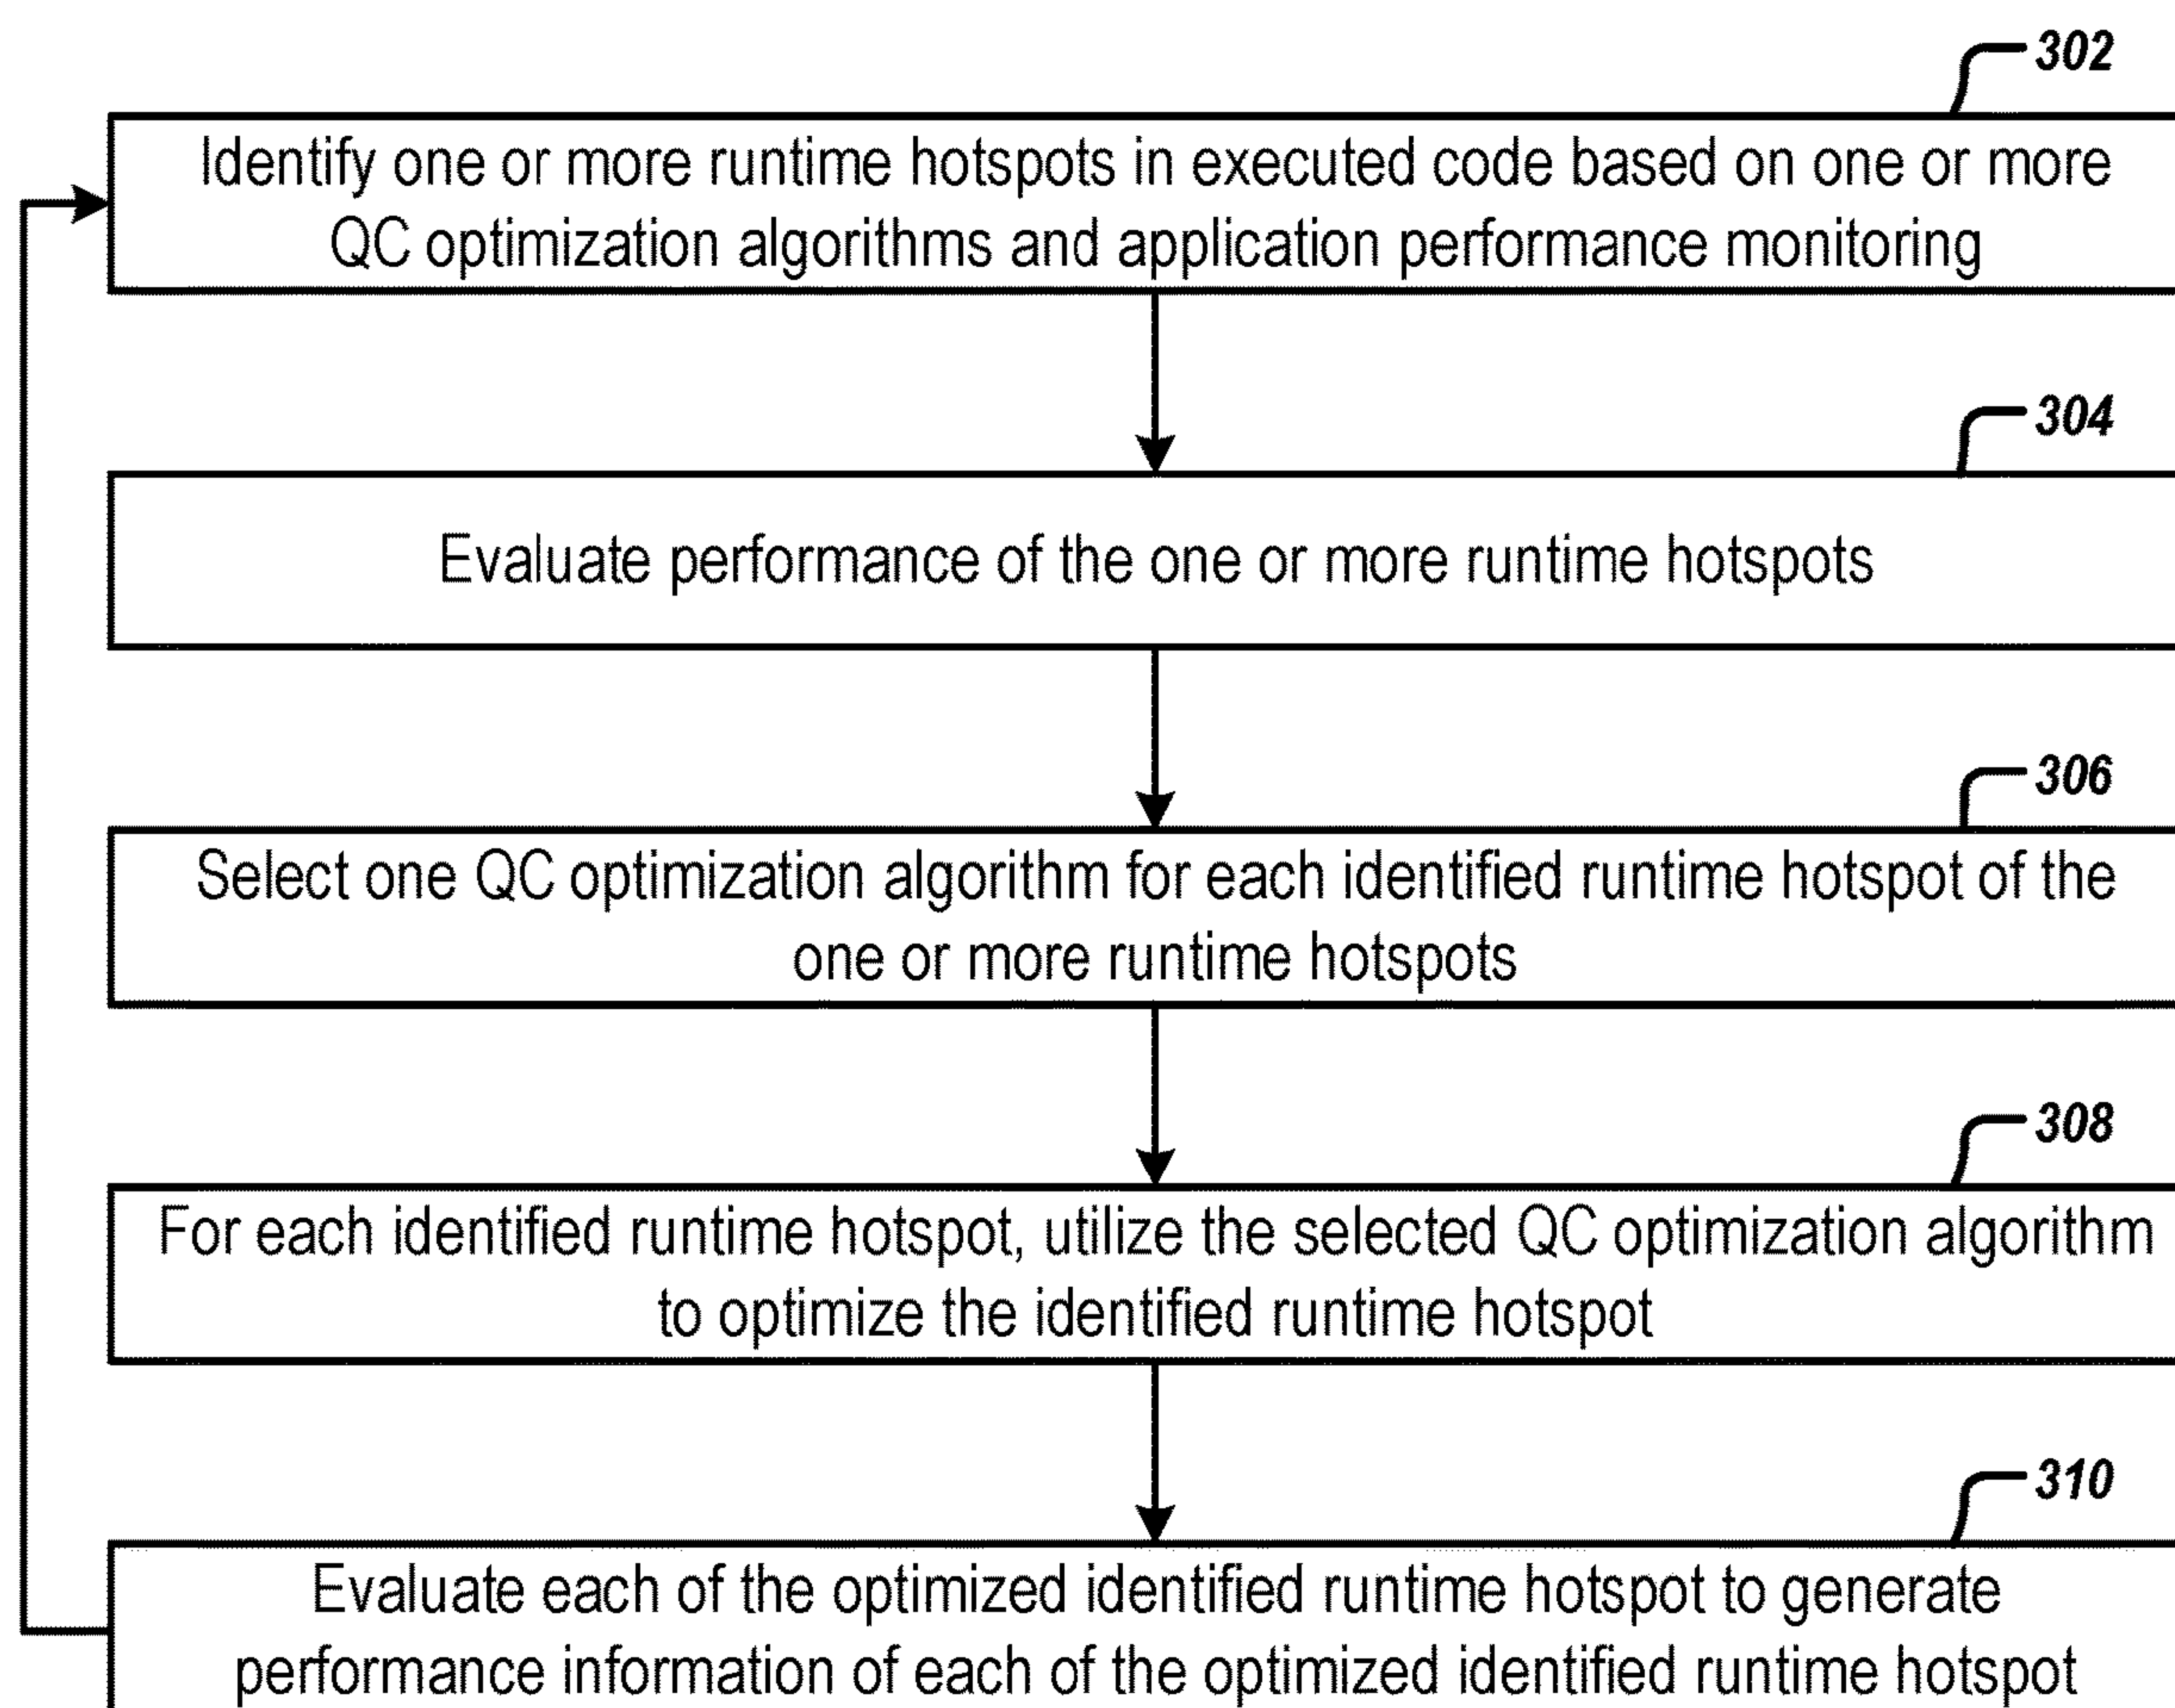 302
Identify one or more runtime hotspots in executed code based on one or more
QC optimization algorithms and application performance monitoring
304
Evaluate performance of the one or more runtime hotspots
306
Select one QC optimization algorithm for each identified runtime hotspot of the
one or more runtime hotspots
308
For each identified runtime hotspot, utilize the selected QC optimization algorithm
to optimize the identified runtime hotspot
310
Evaluate each of the optimized identified runtime hotspot to generate
performance information of each of the optimized identified runtime hotspot